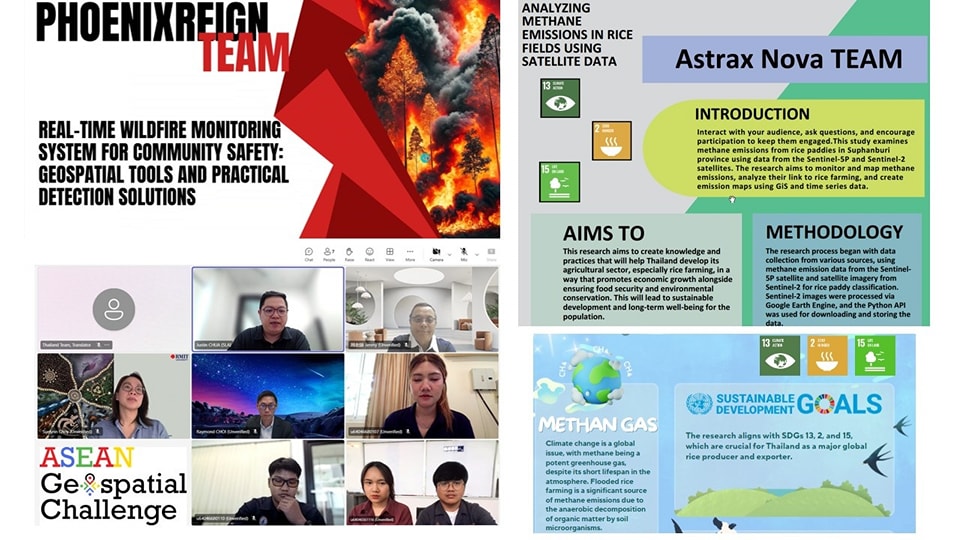 PHOENIXREIGN
TEAM
REAL-TIME WILDFIRE MONITORING
SYSTEM FOR COMMUNITY SAFETY:
GEOSPATIAL TOOLS AND PRACTICAL
DETECTION SOLUTIONS
ANALYZING
METHANE
EMISSIONS IN RICE
FIELDS USING
SATELLITE DATA
13 CLIMATE ACTION
2 ZERO HUNGER
15 LIFE ON LAND
Astrax Nova TEAM
INTRODUCTION
Interact with your audience, ask questions, and encourage
participation to keep them engaged.This study examines
methane emissions from rice paddies in Suphanburi
province using data from the Sentinel-5P and Sentinel-2
satellites. The research aims to monitor and map methane
emissions, analyze their link to rice farming, and create
emission maps using GIS and time series data.
AIMS TO
This research aims to create knowledge and
practices that will help Thailand develop its
agricultural sector, especially rice farming, in a
way that promotes economic growth alongside
ensuring food security and environmental
conservation. This will lead to sustainable
development and long-term well-being for the
population.
METHODOLOGY
The research process began with data
collection from various sources, using
methane emission data from the Sentinel-
5P satellite and satellite imagery from
Sentinel-2 for rice paddy classification.
Sentinel-2 images were processed via
Google Earth Engine, and the Python API
was used for downloading and storing the
data.
Chat People Raise React View More Camera Mic Share
Thailand Team, Translator
Justin CHUA (SLA)
(Unverified)
RMIT
(Unverified)
Raymond CHOI (Unverified)
(Unverified)
ASEAN
Geospatial
Challenge
(Unverified)
(Unverified)
CH4
CH4
METHAN GAS
Climate change is a global
issue, with methane being a
potent greenhouse gas,
despite its short lifespan in the
atmosphere. Flooded rice
farming is a significant source
of methane emissions due to
the anaerobic decomposition
of organic matter by soil
microorganisms.
13 CLIMATE ACTION
2 ZERO HUNGER
15 LIFE ON LAND
SUSTAINABLE
DEVELOPMENT GOALS
The research aligns with SDGs 13, 2, and 15,
which are crucial for Thailand as a major global
rice producer and exporter.